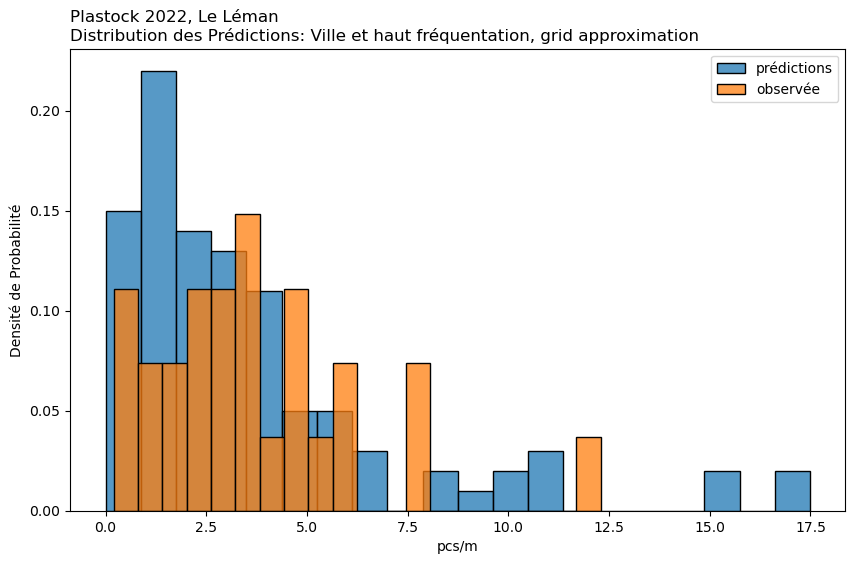 Plastock 2022, Le Léman
Distribution des Prédictions: Ville et haut fréquentation, grid approximation
prédictions
observée
Densité de Probabilité
0.20
0.15
0.10
0.05
0.00
0.0 2.5 5.0 7.5 10.0 12.5 15.0 17.5
pcs/m